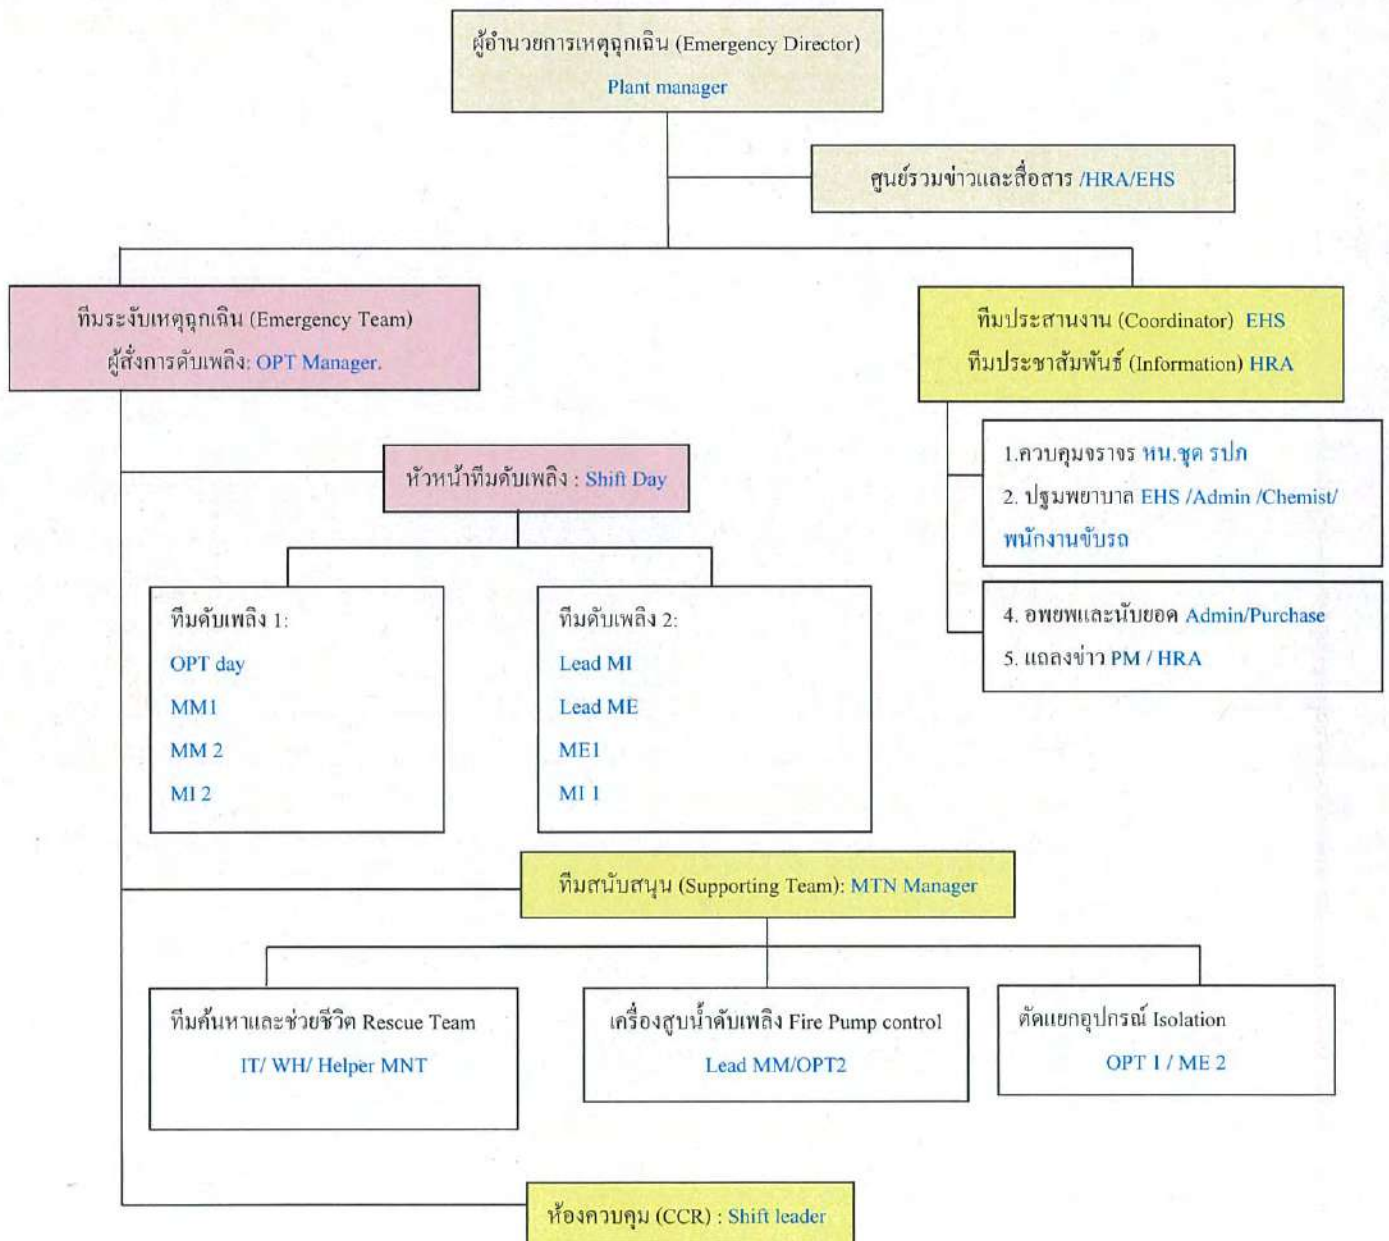 ผู้อำนวยการเหตุฉุกเฉิน (Emergency Director)
Plant manager
ศูนย์รวมข่าวและสื่อสาร /HRA/EHS
ทีมระงับเหตุฉุกเฉิน (Emergency Team)
ผู้สั่งการดับเพลิง: OPT Manager.
ทีมประสานงาน (Coordinator) EHS
ทีมประชาสัมพันธ์ (Information) HRA
หัวหน้าทีมดับเพลิง : Shift Day
1.ควบคุมจราจร หน.ชุด รปภ
2. ปฐมพยาบาล EHS /Admin /Chemist/
พนักงานขับรถ
4. อพยพและนับยอด Admin/Purchase
5. แถลงข่าว PM / HRA
ทีมดับเพลิง 1:
OPT day
MM1
MM 2
MI 2
ทีมดับเพลิง 2:
Lead MI
Lead ME
ME1
MI 1
ทีมสนับสนุน (Supporting Team): MTN Manager
ทีมค้นหาและช่วยชีวิต Rescue Team
IT/ WH/ Helper MNT
เครื่องสูบน้ำดับเพลิง Fire Pump control
Lead MM/OPT2
ตัดแยกอุปกรณ์ Isolation
OPT 1 / ME 2
ห้องควบคุม (CCR) : Shift leader